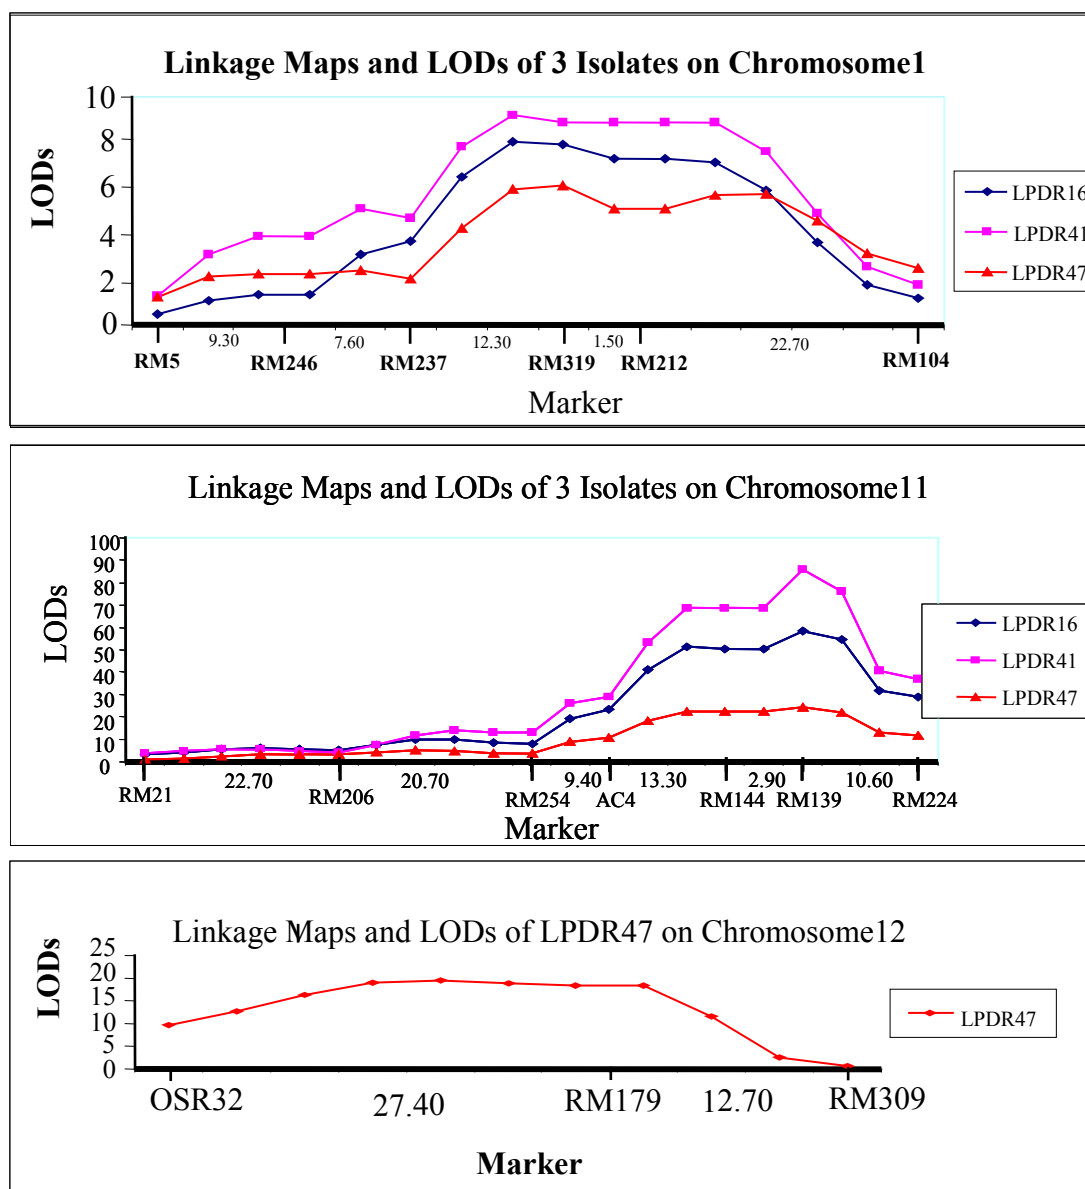 Linkage Maps and LODs of 3 Isolates on Chromosome1
LODs
10
8
6
4
2
0
9.30 7.60 12.30 1.50 22.70
RM5 RM246 RM237 RM319 RM212 RM104
Marker
LPDR16
LPDR41
LPDR47
Linkage Maps and LODs of 3 Isolates on Chromosome11
LODs
100
90
80
70
60
50
40
30
20
10
0
22.70 20.70 9.40 13.30 2.90 10.60
RM21 RM206 RM254 AC4 RM144 RM139 RM224
Marker
LPDR16
LPDR41
LPDR47
Linkage Maps and LODs of LPDR47 on Chromosome12
LODs
25
20
15
10
5
0
OSR32 27.40 RM179 12.70 RM309
Marker
LPDR47